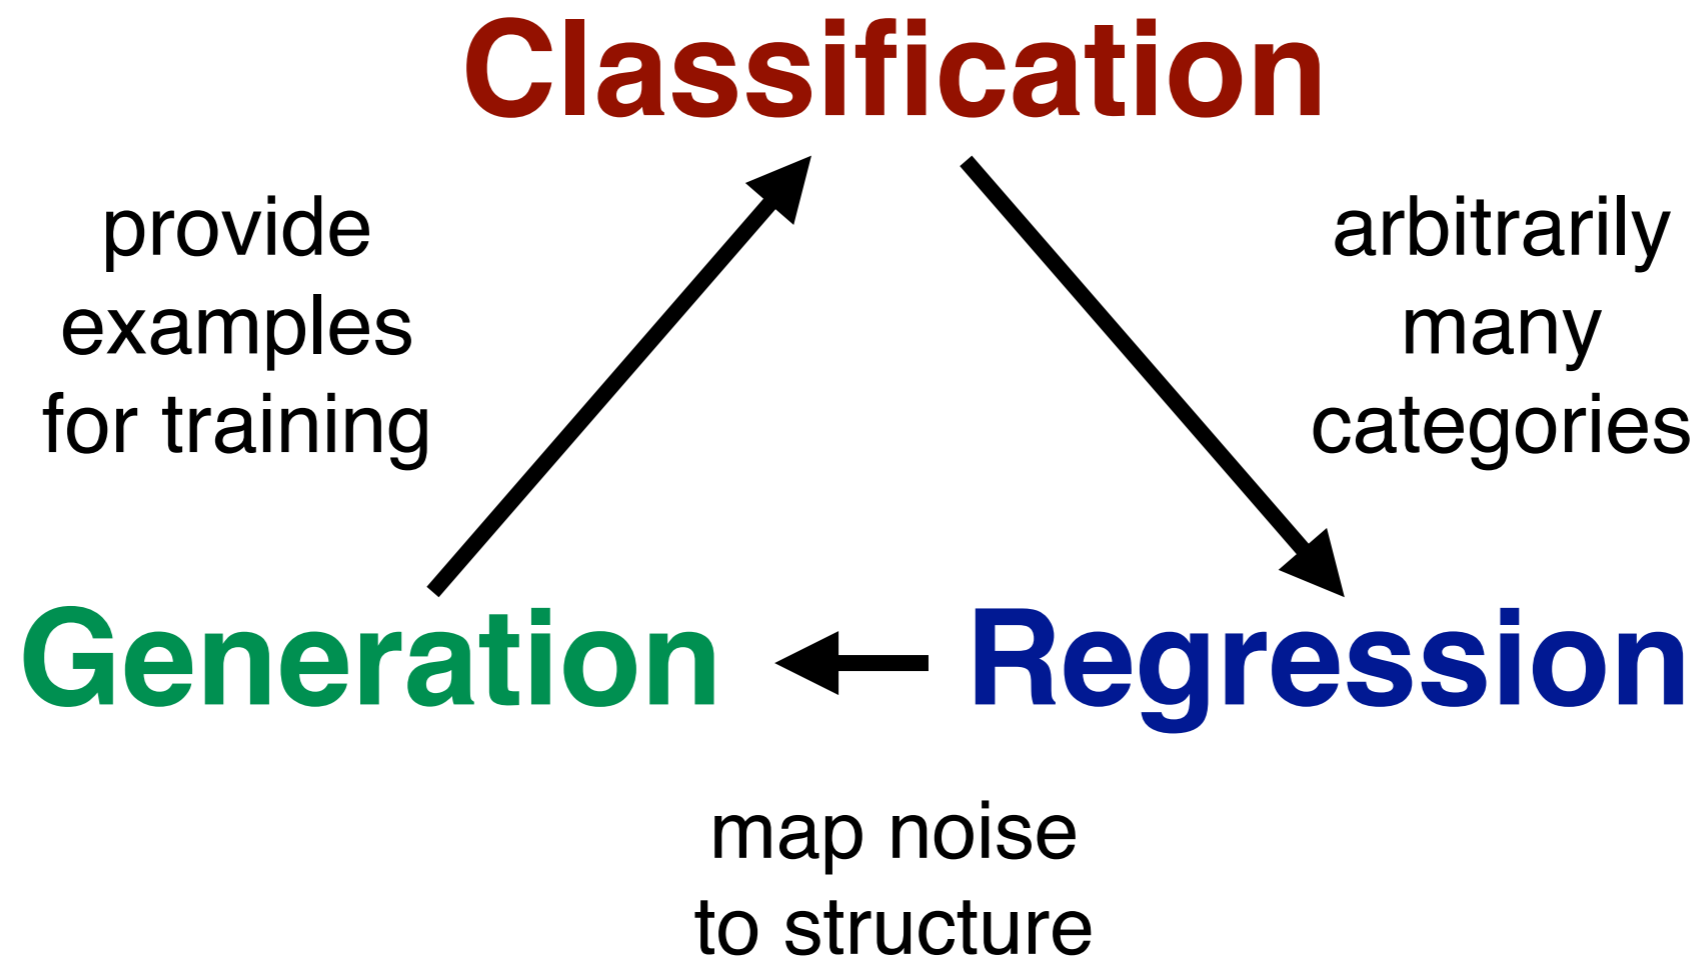 Classification
provide
examples
for training
arbitrarily
many
categories
Generation
Regression
map noise
to structure